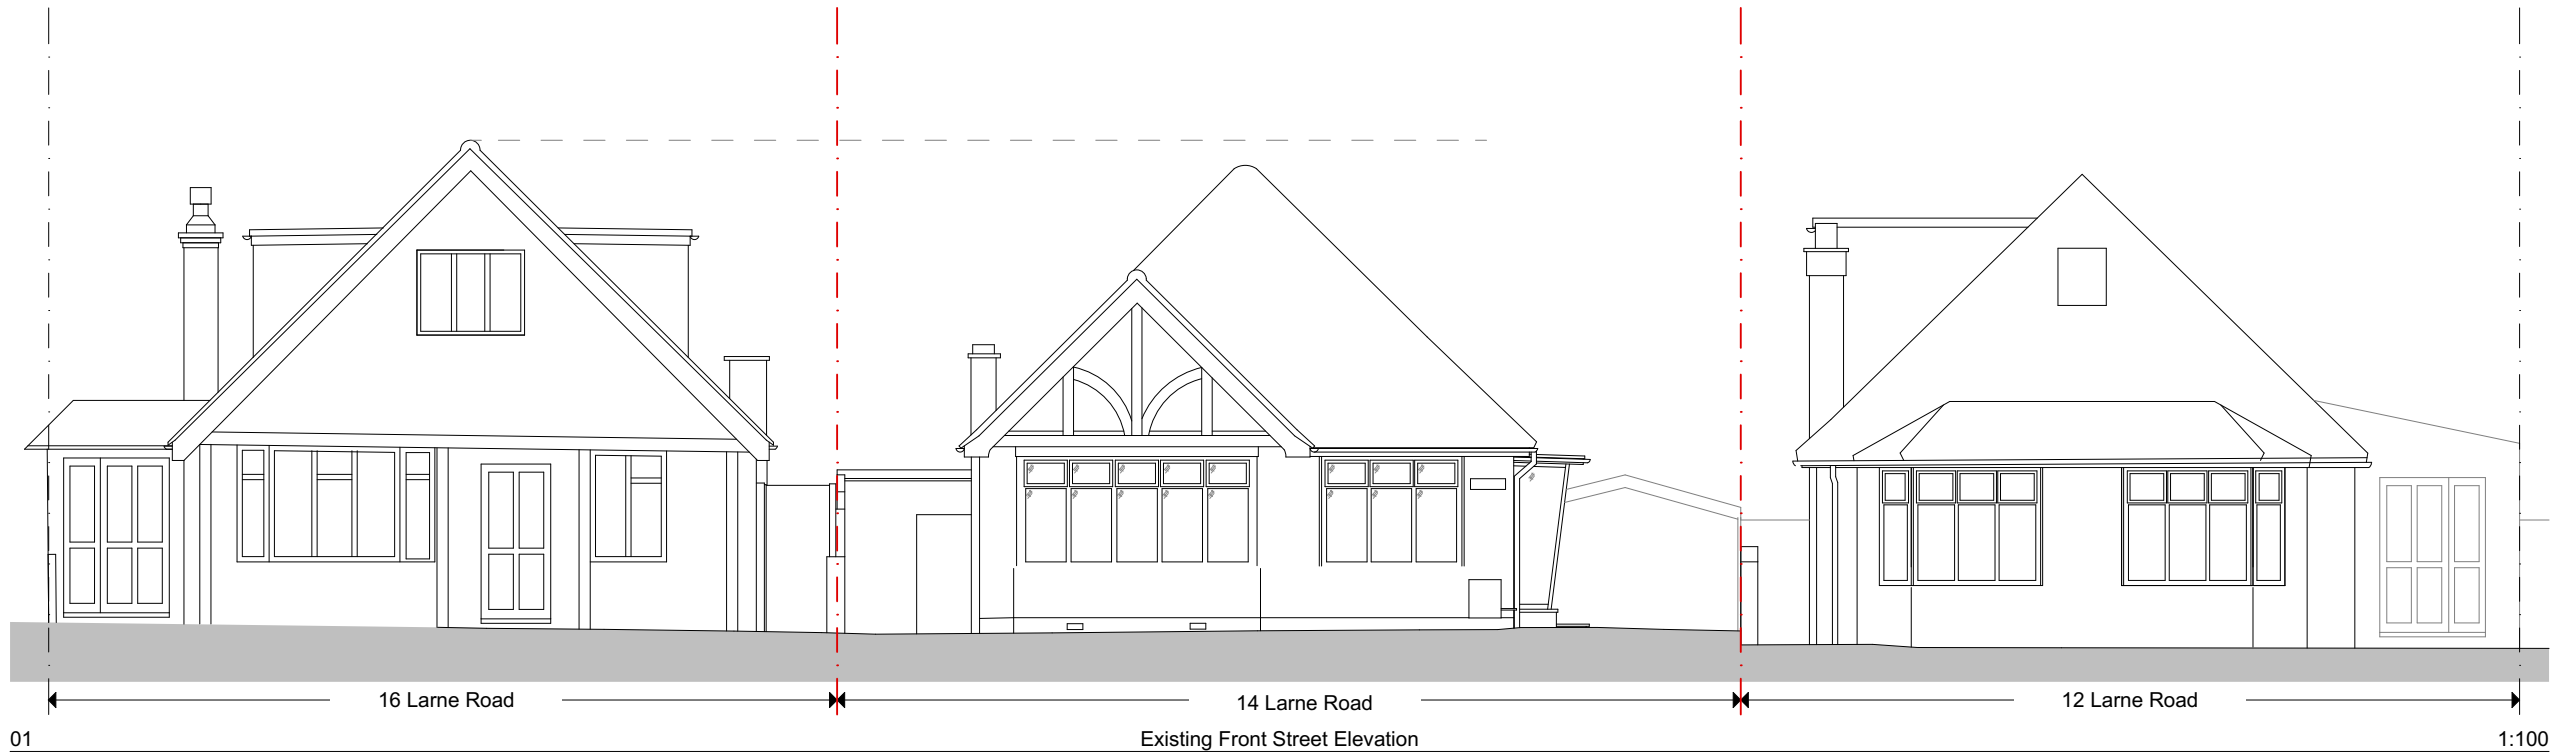 16 Larne Road
14 Larne Road
12 Larne Road
01
Existing Front Street Elevation
1:100